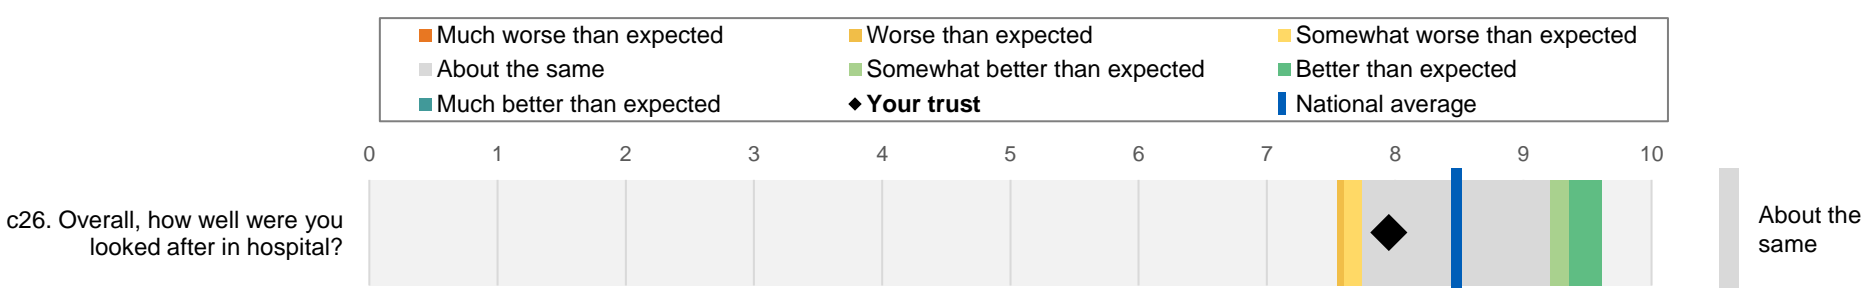 Much worse than expected
Worse than expected
Somewhat worse than expected
About the same
Somewhat better than expected
Better than expected
Much better than expected
Your trust
National average
0 1 2 3 4 5 6 7 8 9 10
c26. Overall, how well were you
looked after in hospital?
About the
same